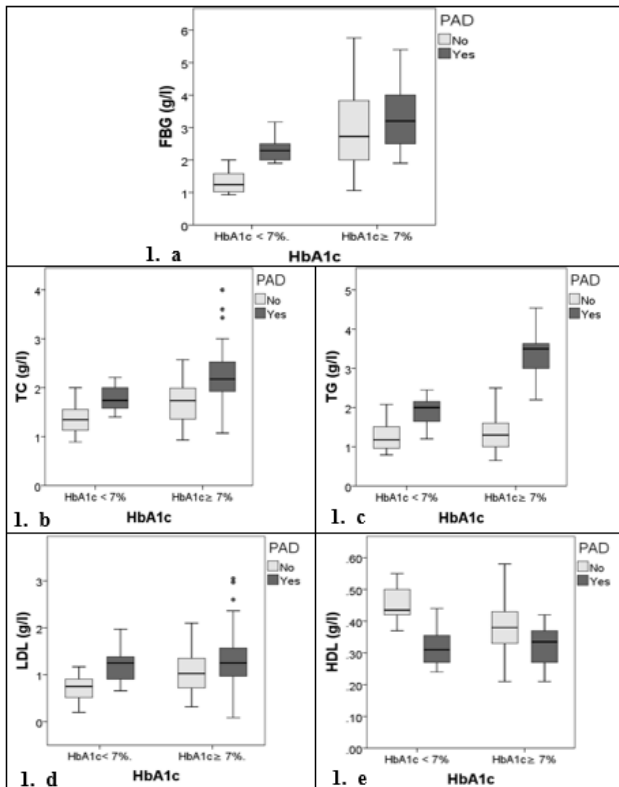 PAD
No
Yes
FBG (g/l)
6
5
4
3
2
1
0
HbA1c < 7%.
HbA1c ≥ 7%
HbA1c
1. a
PAD
No
Yes
TC (g/l)
4
3
2
1
0
HbA1c < 7%
HbA1c ≥ 7%
HbA1c
1. b
PAD
No
Yes
TG (g/l)
5
4
3
2
1
0
HbA1c < 7%
HbA1c ≥ 7%
HbA1c
1. c
PAD
No
Yes
LDL (g/l)
3
2
1
0
HbA1c < 7%.
HbA1c ≥ 7%.
HbA1c
1. d
PAD
No
Yes
HDL (g/l)
.60
.50
.40
.30
.20
.10
.00
HbA1c < 7%
HbA1c ≥ 7%
HbA1c
1. e